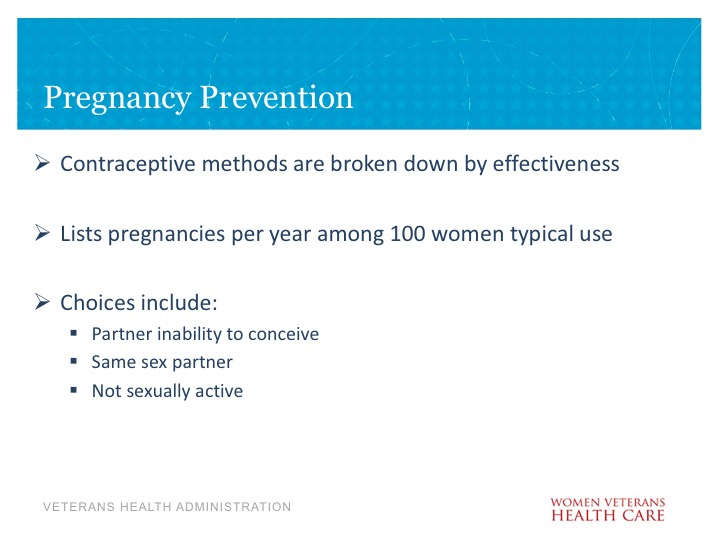 Pregnancy Prevention
➢ Contraceptive methods are broken down by effectiveness
➢ Lists pregnancies per year among 100 women typical use
➢ Choices include:
▪ Partner inability to conceive
▪ Same sex partner
▪ Not sexually active
VETERANS HEALTH ADMINISTRATION
WOMEN VETERANS
HEALTH CARE